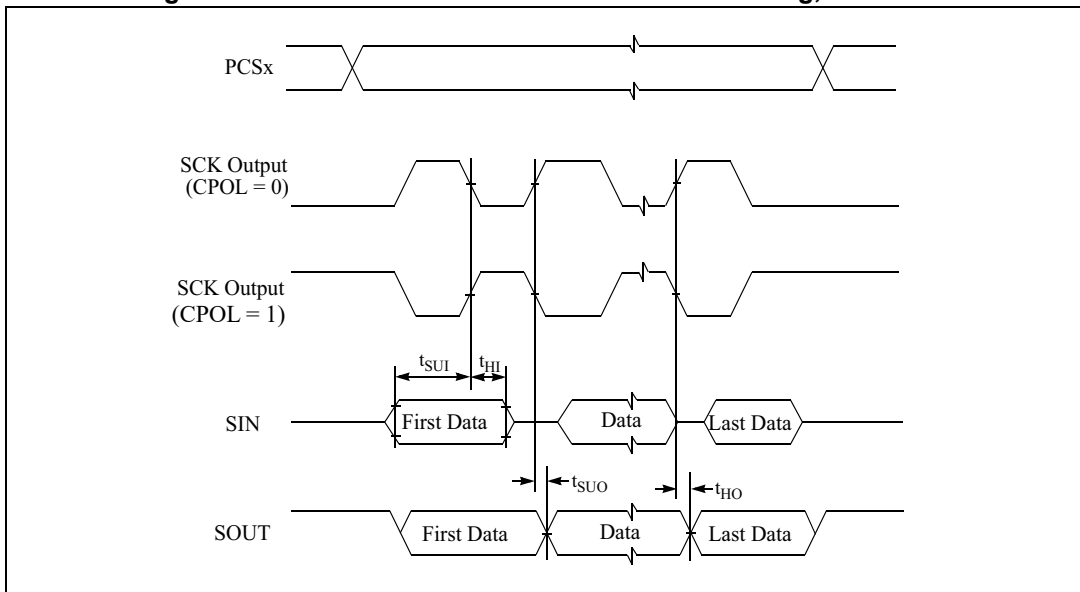 PCSx
SCK Output
(CPOL = 0)
SCK Output
(CPOL = 1)
tSUI
tHI
SIN
First Data
Data
Last Data
tSUO
tHO
SOUT
First Data
Data
Last Data